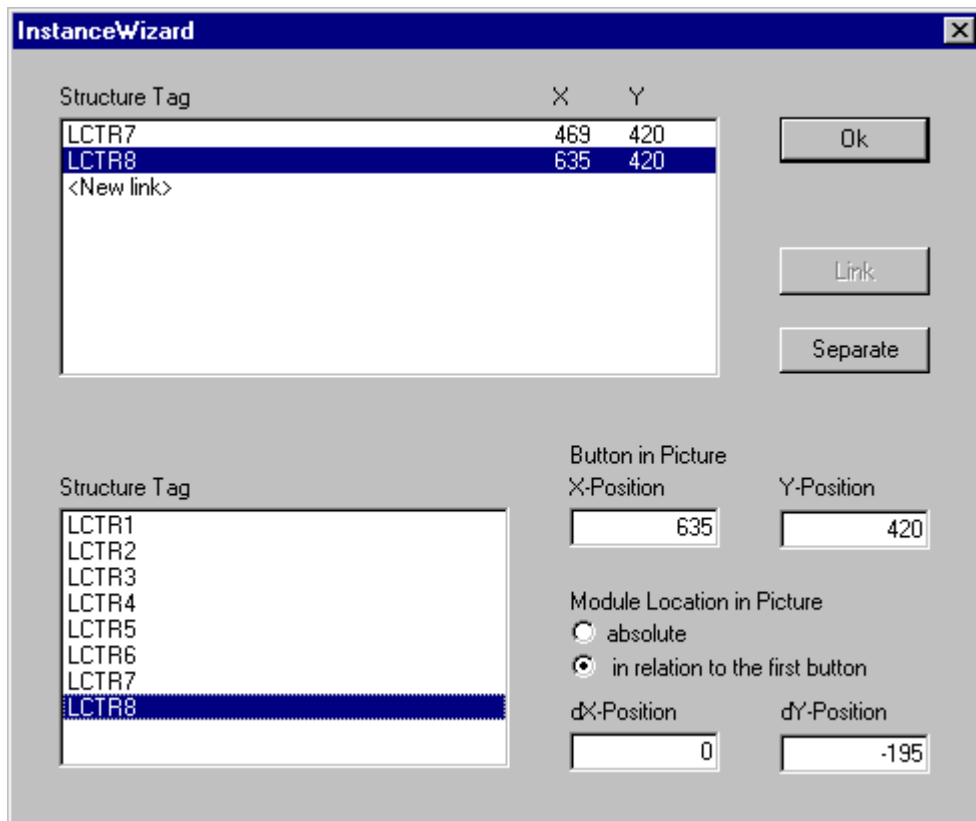 InstanceWizard
Structure Tag X Y
LCTR7 469 420
LCTR8 635 420
<New link>
Ok
Link
Separate
Structure Tag
LCTR1
LCTR2
LCTR3
LCTR4
LCTR5
LCTR6
LCTR7
LCTR8
Button in Picture
X-Position Y-Position
635 420
Module Location in Picture
absolute
in relation to the first button
dX-Position dY-Position
0 -195